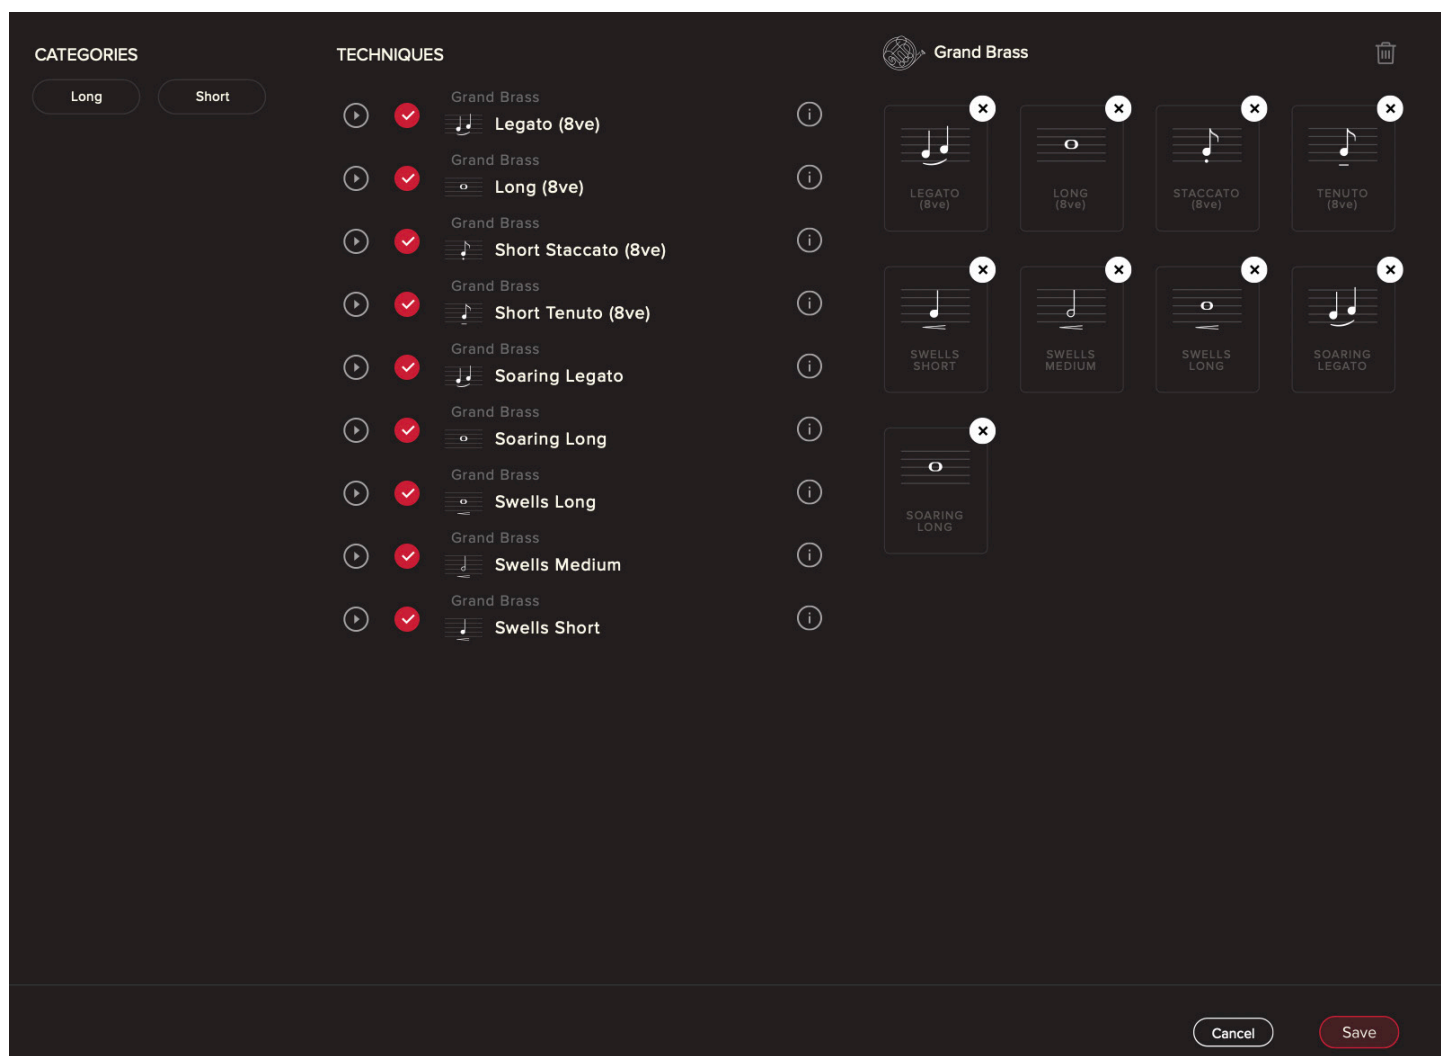 CATEGORIES
Long
Short
TECHNIQUES
Grand Brass
Legato (8ve)
Grand Brass
Long (8ve)
Grand Brass
Short Staccato (8ve)
Grand Brass
Short Tenuto (8ve)
Grand Brass
Soaring Legato
Grand Brass
Soaring Long
Grand Brass
Swells Long
Grand Brass
Swells Medium
Grand Brass
Swells Short
Grand Brass
LEGATO
(8ve)
LONG
(8ve)
STACCATO
(8ve)
TENUTO
(8ve)
SWELLS
SHORT
SWELLS
MEDIUM
SWELLS
LONG
SOARING
LEGATO
SOARING
LONG
Cancel
Save